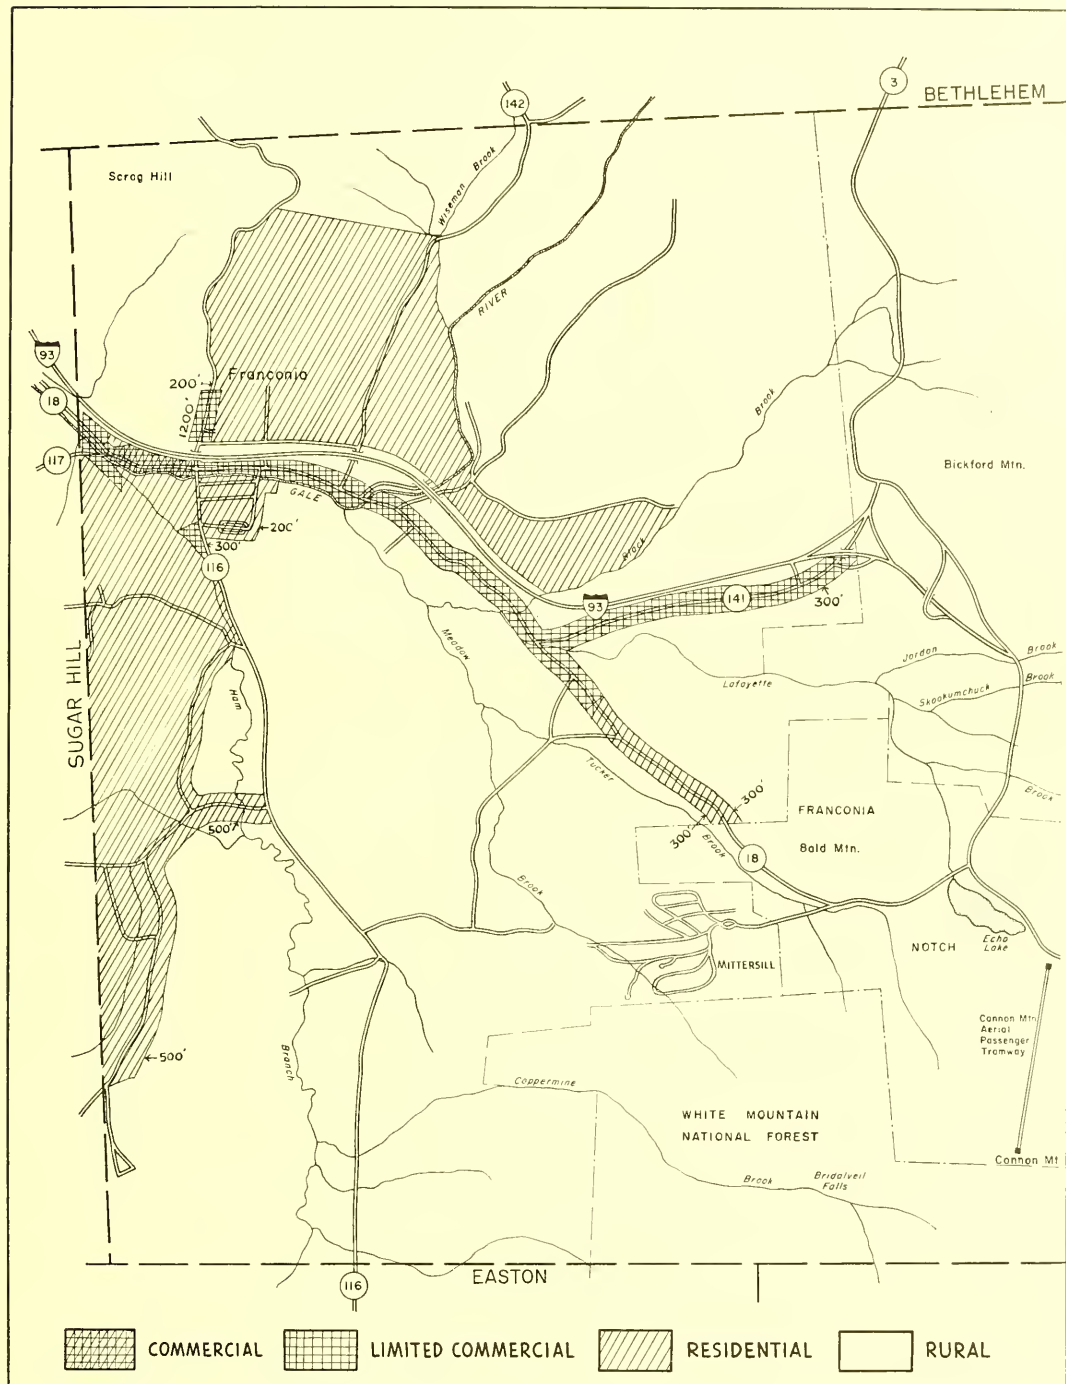 3
BETHLEHEM
142
Scrag Hill
Wiseman Brook
RIVER
93
200'
Franconia
18
1200'
Brook
117
Bickford Mtn.
GALE
200'
300'
116
Brook
93
141
300'
Meadow
SUGAR HILL
Ham
Jordan Brook
Lafayette
Skookumchuck Brook
Tucker
Brook
300'
FRANCONIA
500'
300'
Brook
Bald Mtn.
18
Brook
NOTCH
Echo
Lake
MITTERSILL
Cannon Mtn.
Aerial
Passenger
Tramway
500'
Branch
Coppermine
WHITE MOUNTAIN
NATIONAL FOREST
Cannon Mt
Brook
Bridalveil
Falls
EASTON
116
COMMERCIAL
LIMITED COMMERCIAL
RESIDENTIAL
RURAL